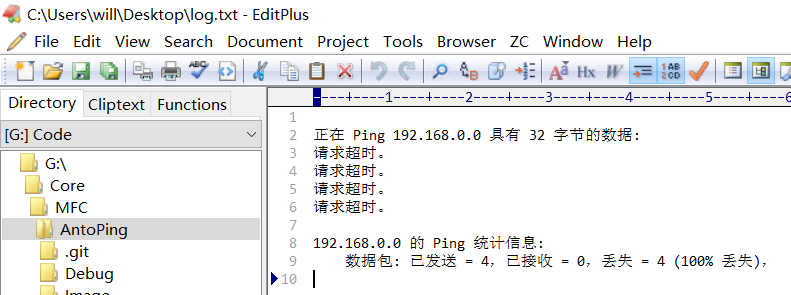 C:\Users\will\Desktop\log.txt - EditPlus
File Edit View Search Document Project Tools Browser ZC Window Help
Directory Cliptext Functions
[G:] Code
G:\
Core
MFC
AntoPing
.git
Debug
----+----1----+----2----+----3----+----4----+----5----+----6
1
2 正在 Ping 192.168.0.0 具有 32 字节的数据:
3 请求超时。
4 请求超时。
5 请求超时。
6 请求超时。
7
8 192.168.0.0 的 Ping 统计信息:
9 数据包: 已发送 = 4，已接收 = 0，丢失 = 4 (100% 丢失)，
10